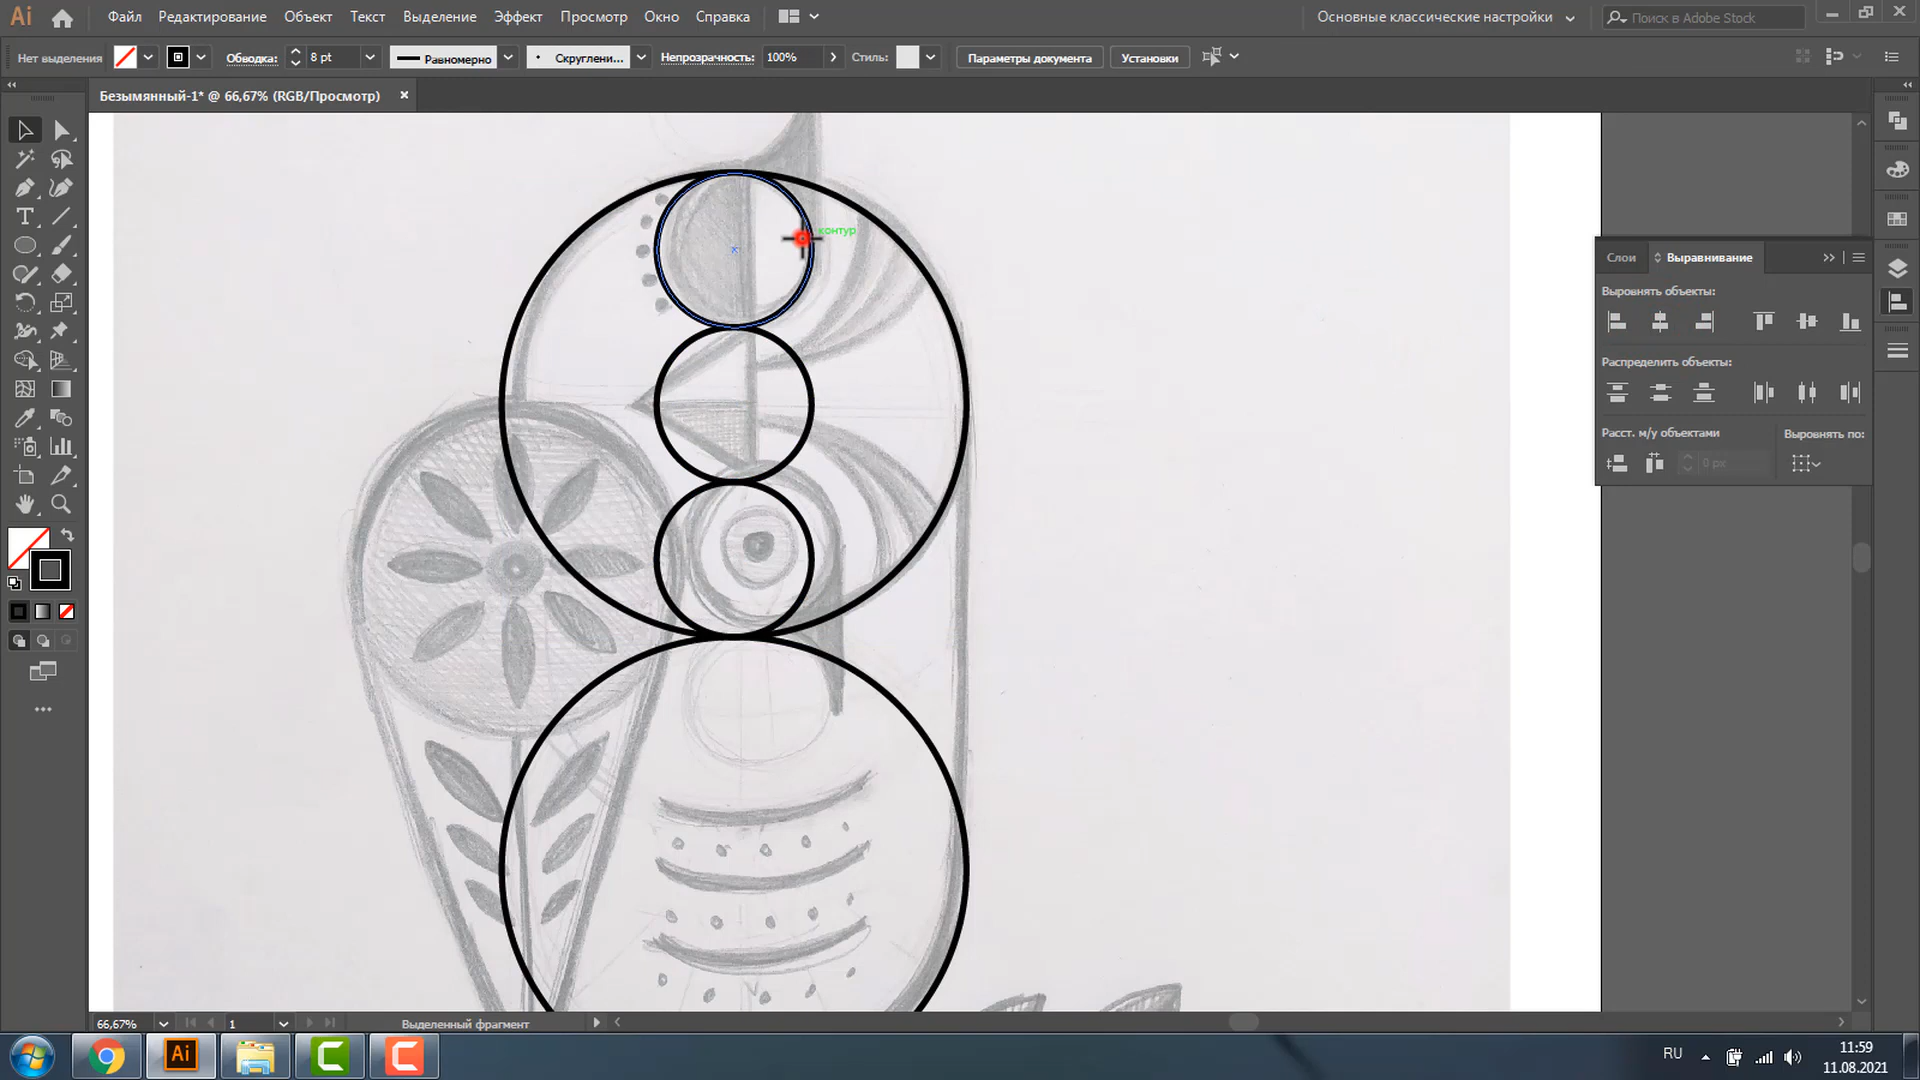 Ai Файл Редактирование Объект Текст Выделение Эффект Просмотр Окно Справка Основные классические настройки Поиск в Adobe Stock
Нет выделения Обводка: 8 pt Равномерно Скруглени... Непрозрачность: 100% Стиль: Параметры документа Установки
Безымянный-1* @ 66,67% (RGB/Просмотр)
контур
Слои Выравнивание
Выровнять объекты:
Распределить объекты:
Расст. м/у объектами Выровнять по:
0 px
66,67% 1 Выделенный фрагмент
Ai RU 11:59
11.08.2021